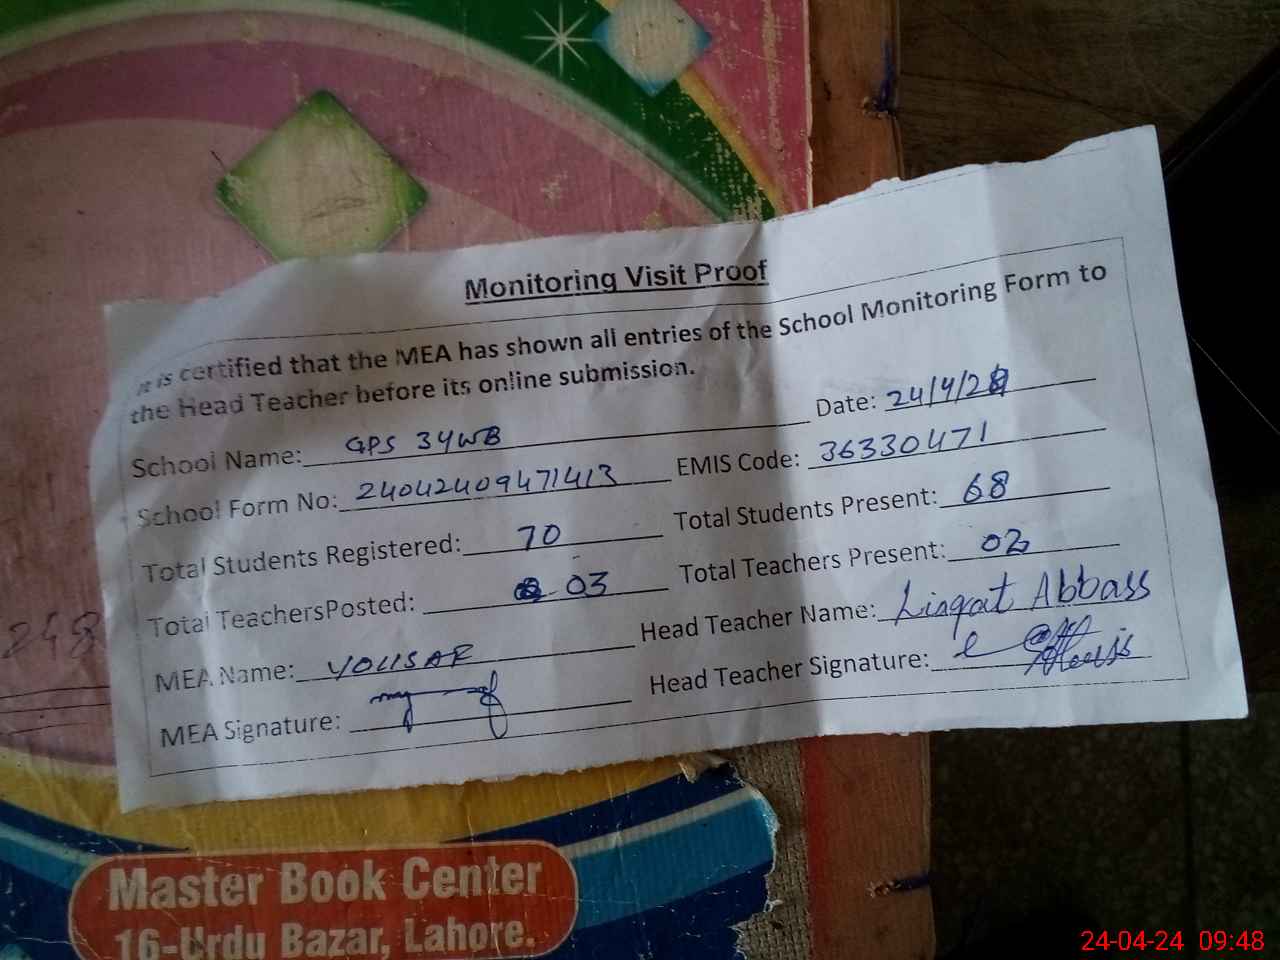 Monitoring Visit Proof
It is certified that the MEA has shown all entries of the School Monitoring Form to
the Head Teacher before its online submission.
School Name: GPS 34WB Date: 24/4/24
School Form No: 24042409471413 EMIS Code: 36330471
Total Students Registered: 70 Total Students Present: 68
Total TeachersPosted: 03 Total Teachers Present: 02
MEA Name: YOUSAF Head Teacher Name: Liaqat Abbass
MEA Signature: Head Teacher Signature:
248
Master Book Center
16-Urdu Bazar, Lahore.
24-04-24 09:48